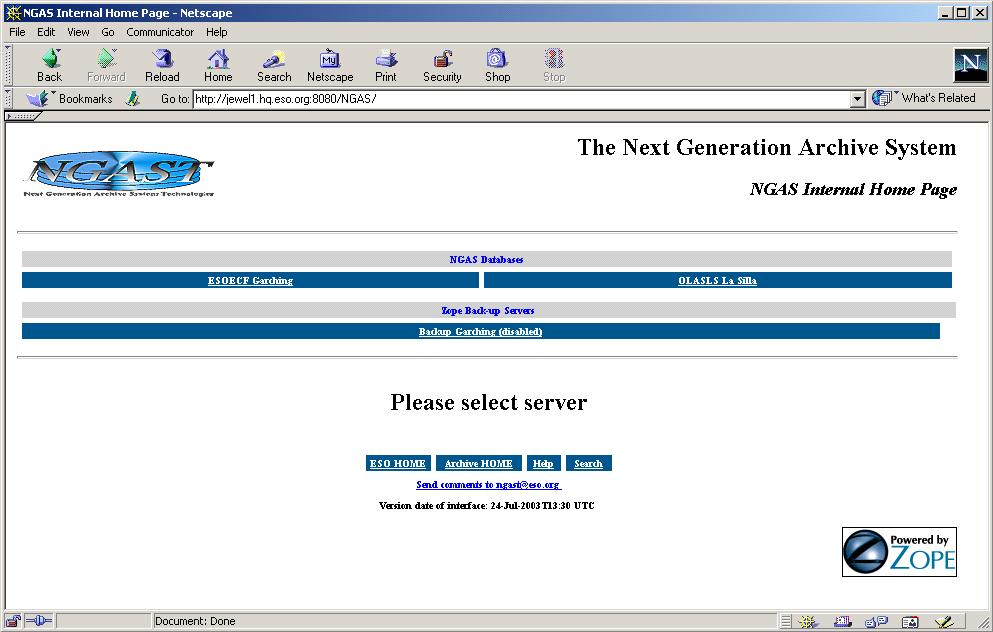 NGAS Internal Home Page - Netscape
File Edit View Go Communicator Help
Back Forward Reload Home Search Netscape Print Security Shop Stop
My
N
Bookmarks Go to: http://jewel1.hq.eso.org:8080/NGAS/ What's Related
NGAST
Next Generation Archive System Technologies
The Next Generation Archive System
NGAS Internal Home Page
NGAS Databases
ESOECF Garching OLASLS La Silla
Zope Back-up Servers
Backup Garching (disabled)
Please select server
ESO HOME Archive HOME Help Search
Send comments to ngast@eso.org
Version date of interface: 24-Jul-2003T13:30 UTC
Powered by
ZOPE
Document: Done